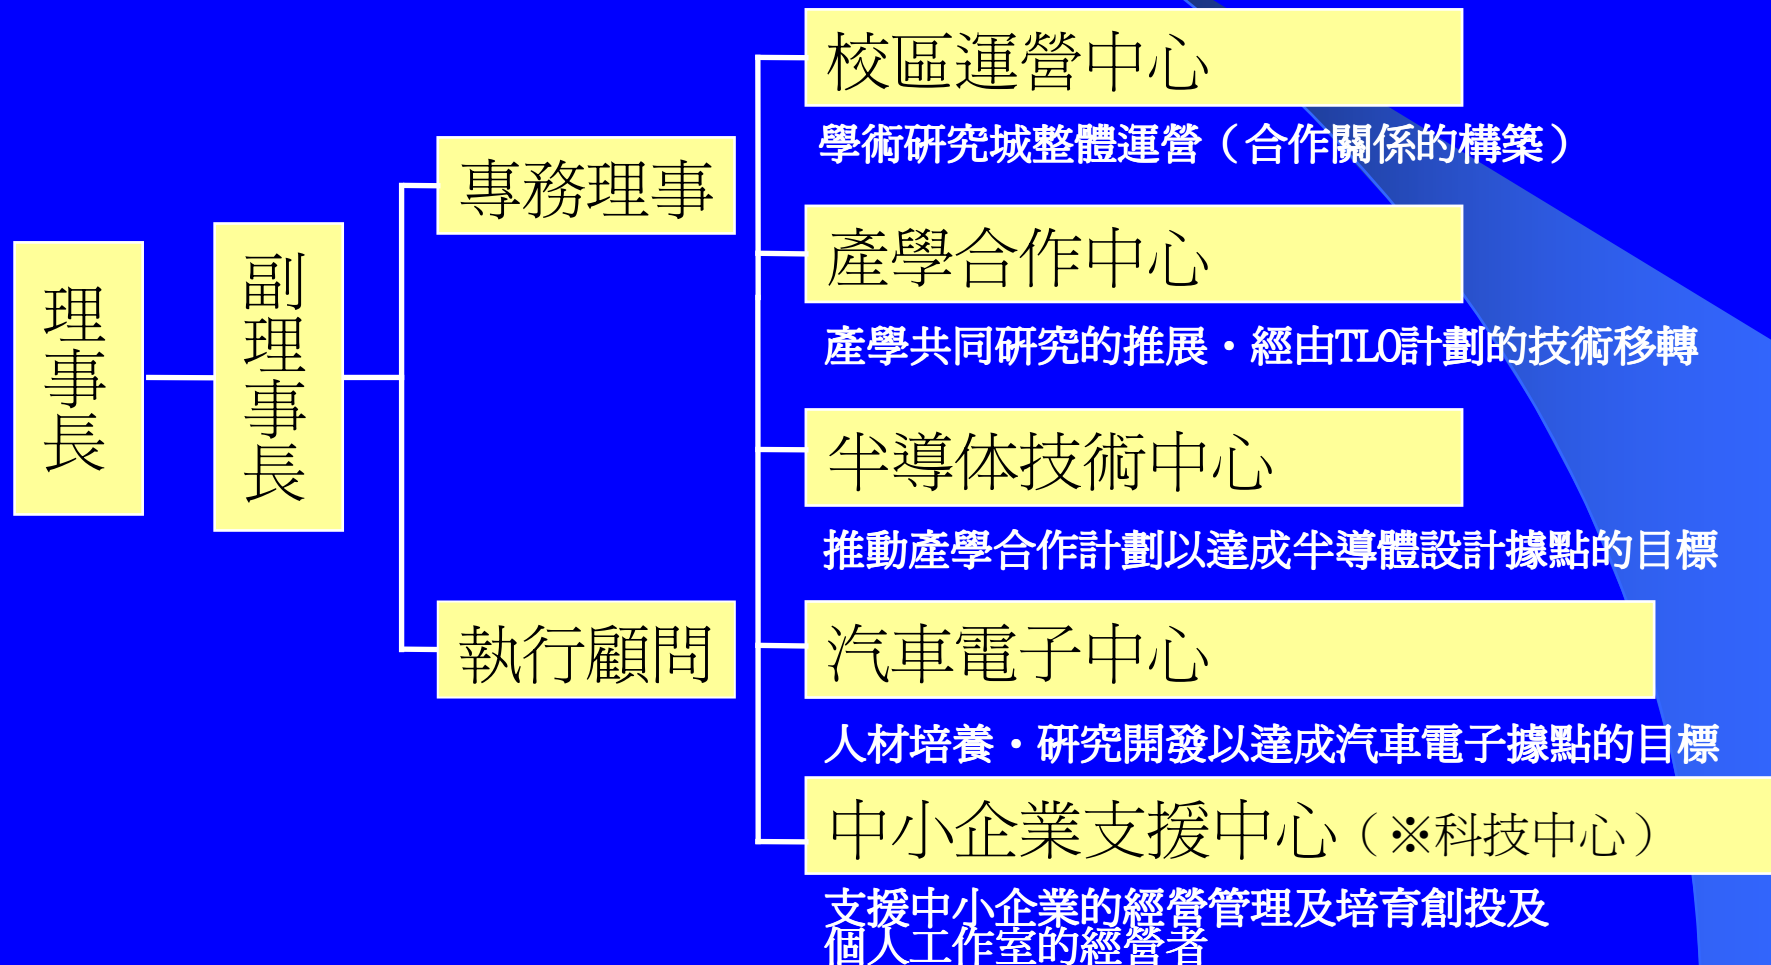 理事長
副理事長
專務理事
執行顧問
校區運營中心
學術研究城整體運營（合作關係的構築）
產學合作中心
產學共同研究的推展・經由TLO計劃的技術移轉
半導体技術中心
推動產學合作計劃以達成半導體設計據點的目標
汽車電子中心
人材培養・研究開發以達成汽車電子據點的目標
中小企業支援中心（※科技中心）
支援中小企業的經營管理及培育創投及
個人工作室的經營者